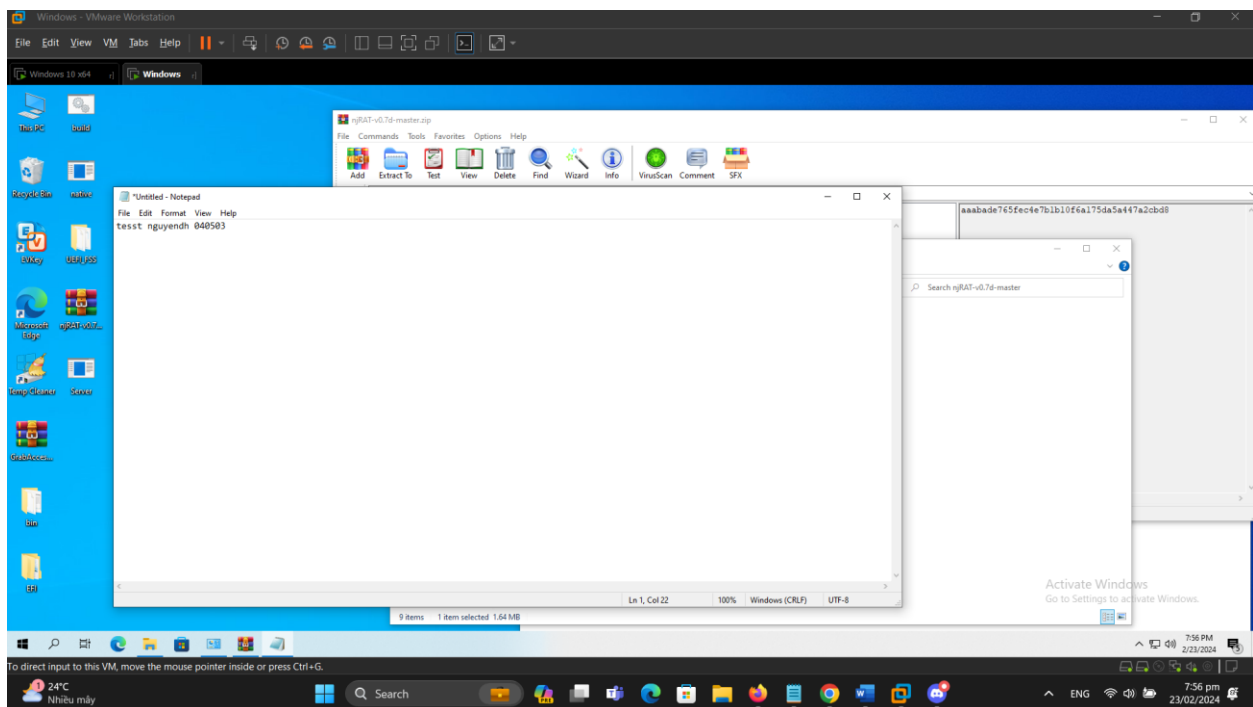 Windows - VMware Workstation
File Edit View VM Tabs Help
Windows 10 x64
Windows
This PC
build
njRAT-v0.7d-master.zip
File Commands Tools Favorites Options Help
Add Extract To Test View Delete Find Wizard Info VirusScan Comment SFX
Recycle Bin
native
*Untitled - Notepad
File Edit Format View Help
tesst nguyendh 040503
aaabade765fec4e7b1b10f6a175da5a447a2cbd8
EVKey
Search njRAT-v0.7d-master
Microsoft Edge
njRAT-v0.7...
Temp Cleaner
Server
GrabAcces...
bin
EFI
Ln 1, Col 22 100% Windows (CRLF) UTF-8
9 items 1 item selected 1.64 MB
Activate Windows
Go to Settings to activate Windows.
7:56 PM
2/23/2024
To direct input to this VM, move the mouse pointer inside or press Ctrl+G.
24°C
Nhiều mây
Search
ENG
7:56 pm
23/02/2024